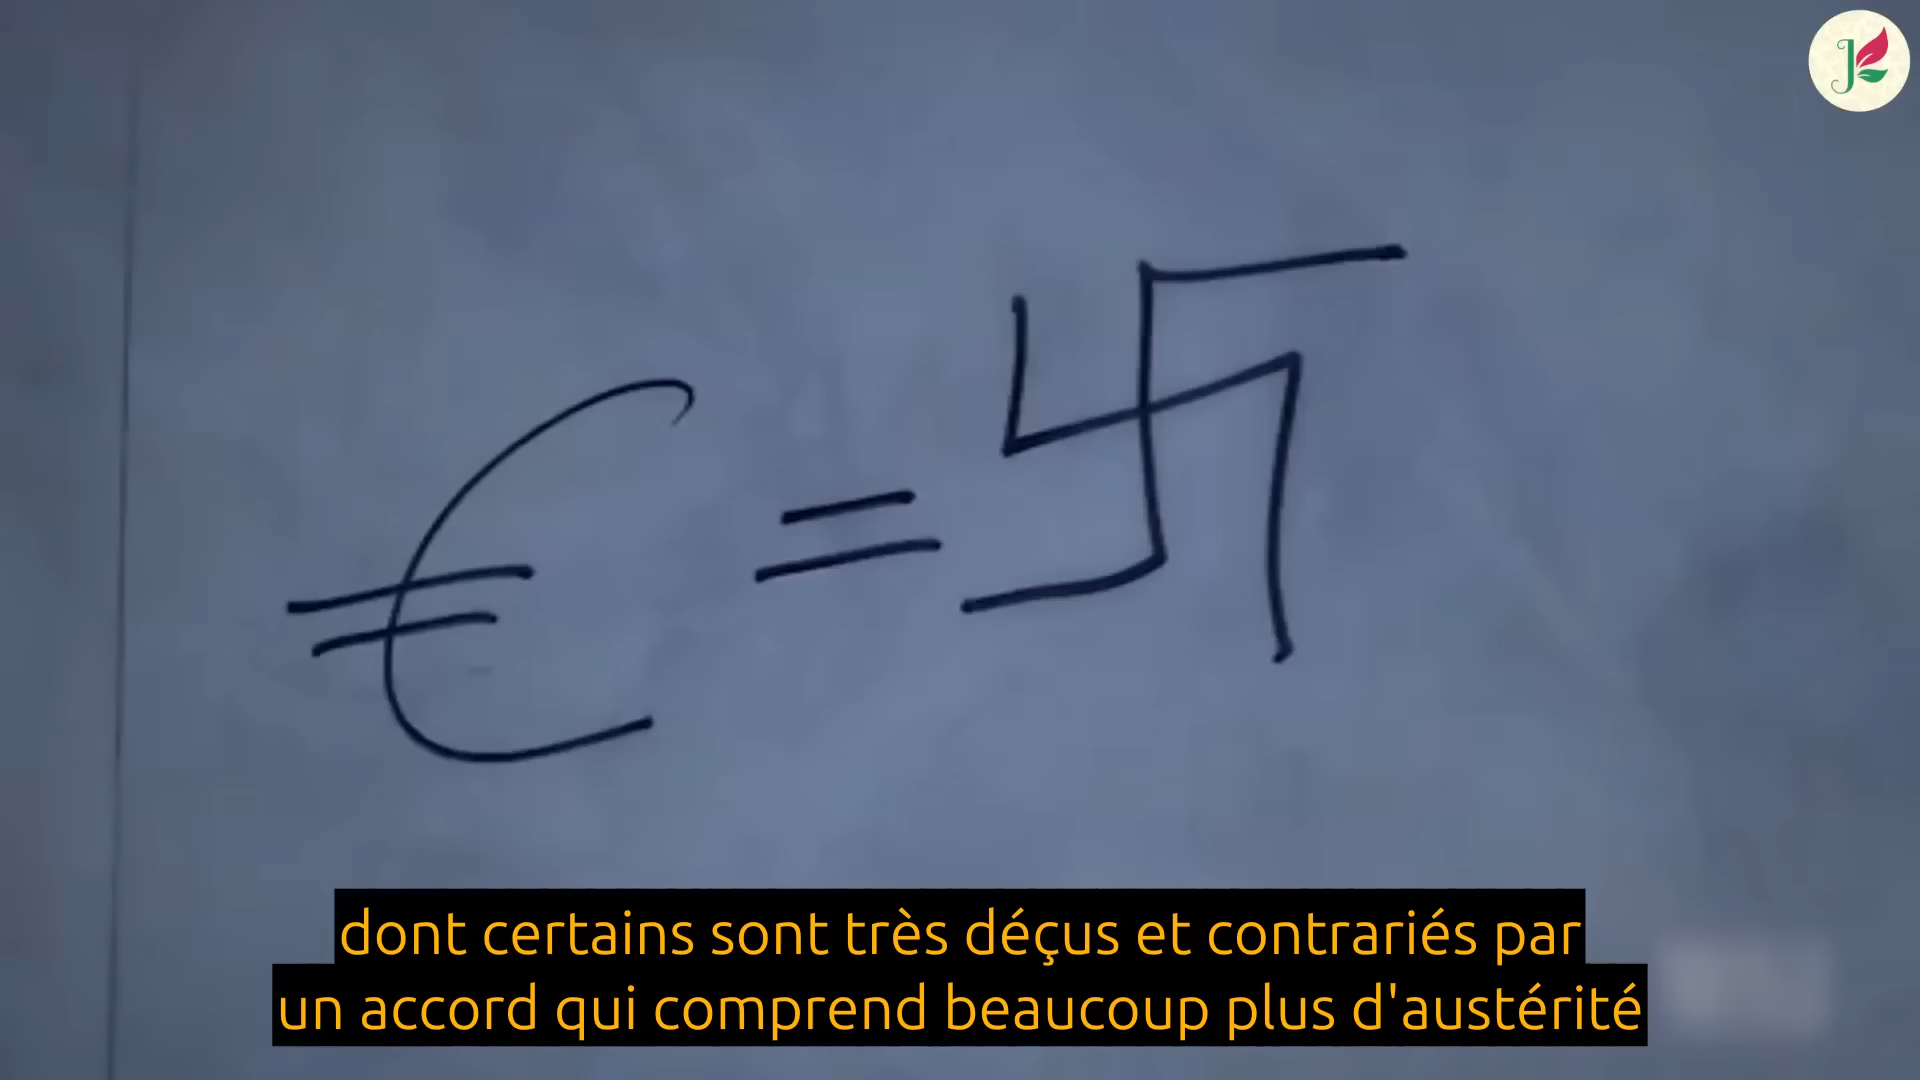 € = 卐
dont certains sont très déçus et contrariés par
un accord qui comprend beaucoup plus d'austérité